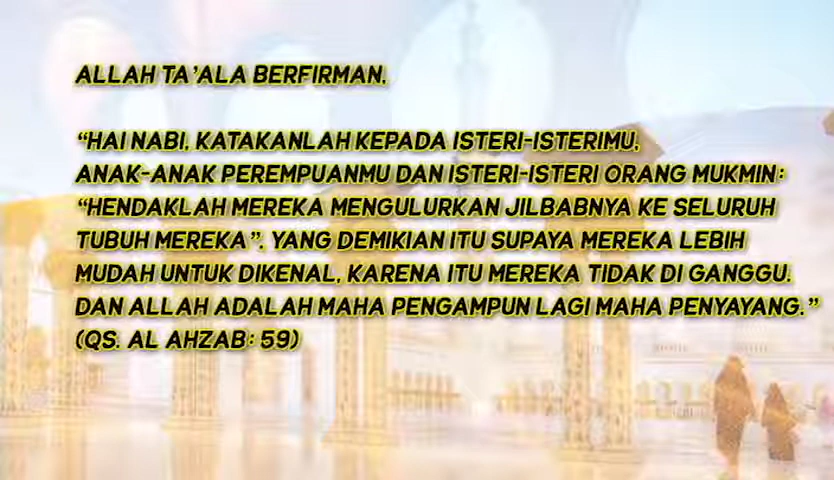 ALLAH TA'ALA BERFIRMAN,
“HAI NABI, KATAKANLAH KEPADA ISTERI-ISTERIMU,
ANAK-ANAK PEREMPUANMU DAN ISTERI-ISTERI ORANG MUKMIN:
“HENDAKLAH MEREKA MENGULURKAN JILBABNYA KE SELURUH
TUBUH MEREKA”. YANG DEMIKIAN ITU SUPAYA MEREKA LEBIH
MUDAH UNTUK DIKENAL, KARENA ITU MEREKA TIDAK DI GANGGU.
DAN ALLAH ADALAH MAHA PENGAMPUN LAGI MAHA PENYAYANG.”
(QS. AL AHZAB: 59)